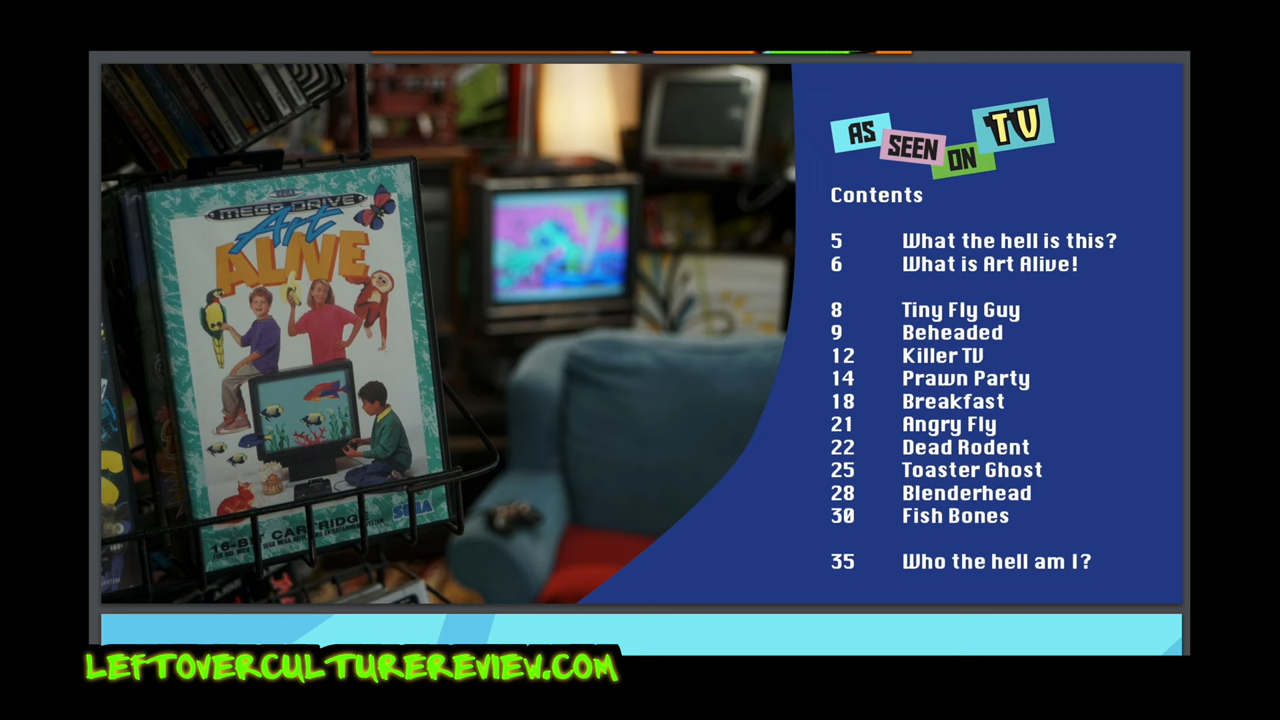 SEGA
MEGA DRIVE
Art
ALIVE
16-BIT CARTRIDGE
SEGA
AS
SEEN
ON
TV
Contents
5 What the hell is this?
6 What is Art Alive!
8 Tiny Fly Guy
9 Beheaded
12 Killer TV
14 Prawn Party
18 Breakfast
21 Angry Fly
22 Dead Rodent
25 Toaster Ghost
28 Blenderhead
30 Fish Bones
35 Who the hell am I?
LEFTOVERCULTUREREVIEW.COM